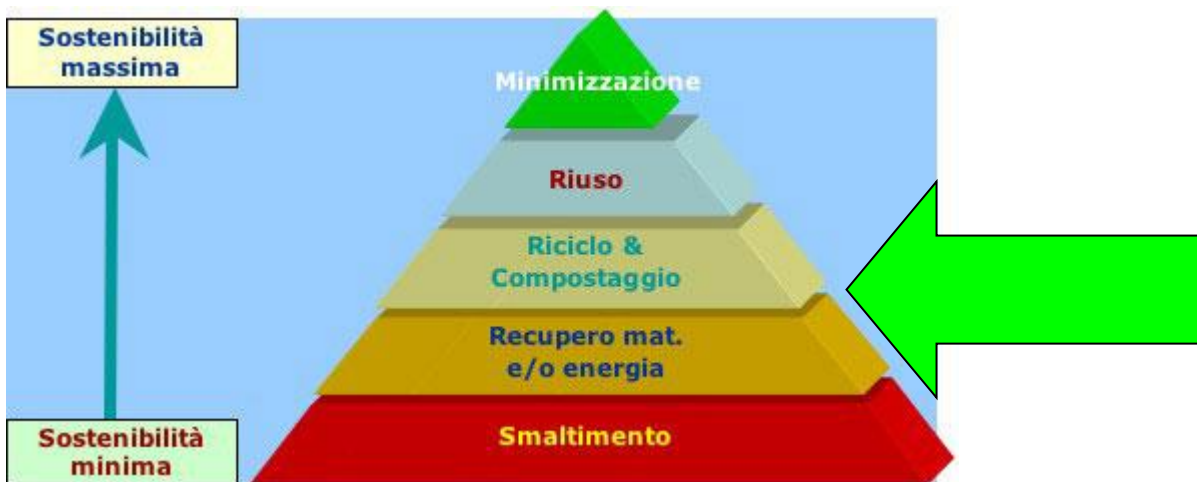 Sostenibilità
massima
Minimizzazione
Riuso
Riciclo &
Compostaggio
Recupero mat.
e/o energia
Sostenibilità
minima
Smaltimento